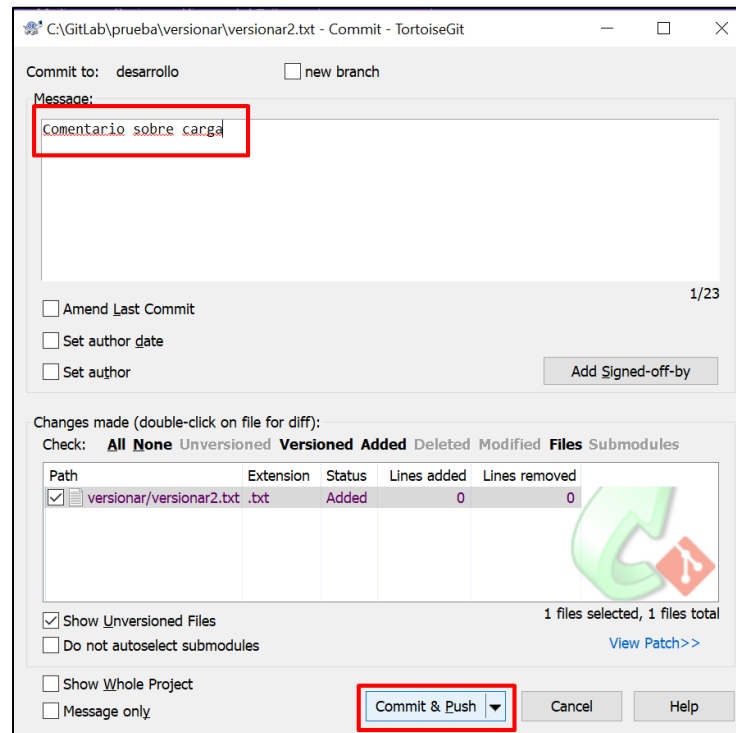 C:\GitLab\prueba\versionar\versionar2.txt - Commit - TortoiseGit
Commit to: desarrollo new branch
Message:
Comentario sobre carga
1/23
Amend Last Commit
Set author date
Set author
Add Signed-off-by
Changes made (double-click on file for diff):
Check: All None Unversioned Versioned Added Deleted Modified Files Submodules
Path Extension Status Lines added Lines removed
versionar/versionar2.txt .txt Added 0 0
Show Unversioned Files
1 files selected, 1 files total
Do not autoselect submodules
View Patch>>
Show Whole Project
Message only
Commit & Push Cancel Help